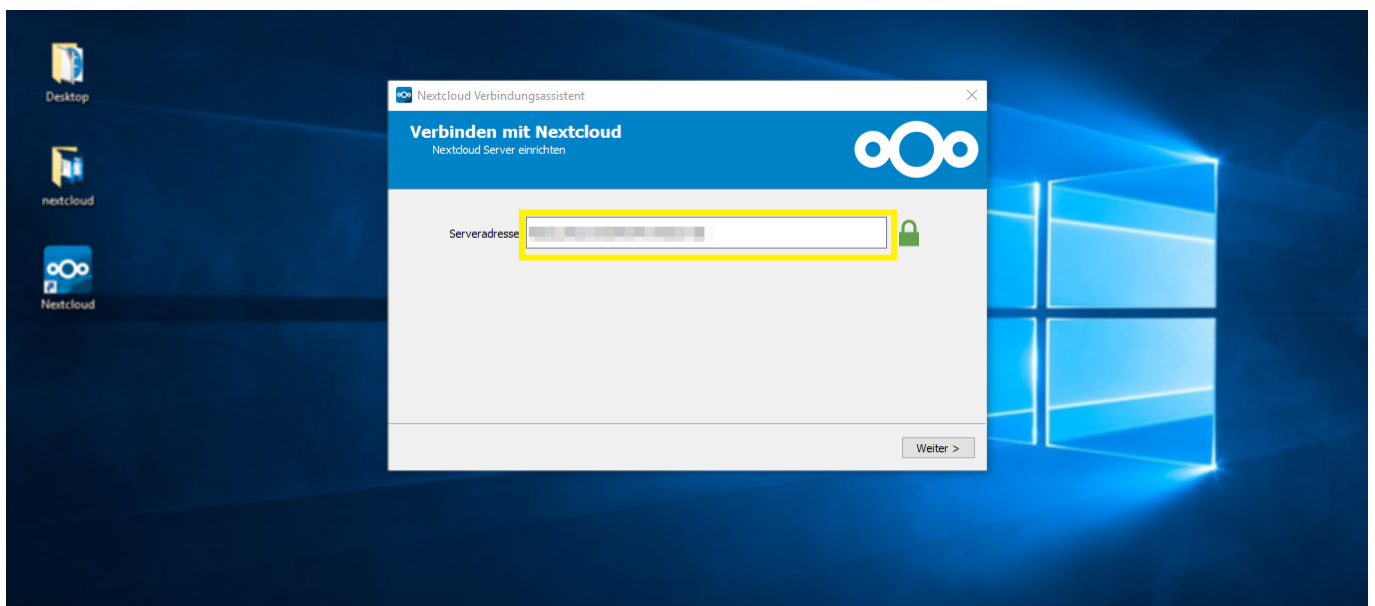 Desktop
nextcloud
Nextcloud
Nextcloud Verbindungsassistent
Verbinden mit Nextcloud
Nextcloud Server einrichten
Serveradresse
Weiter >